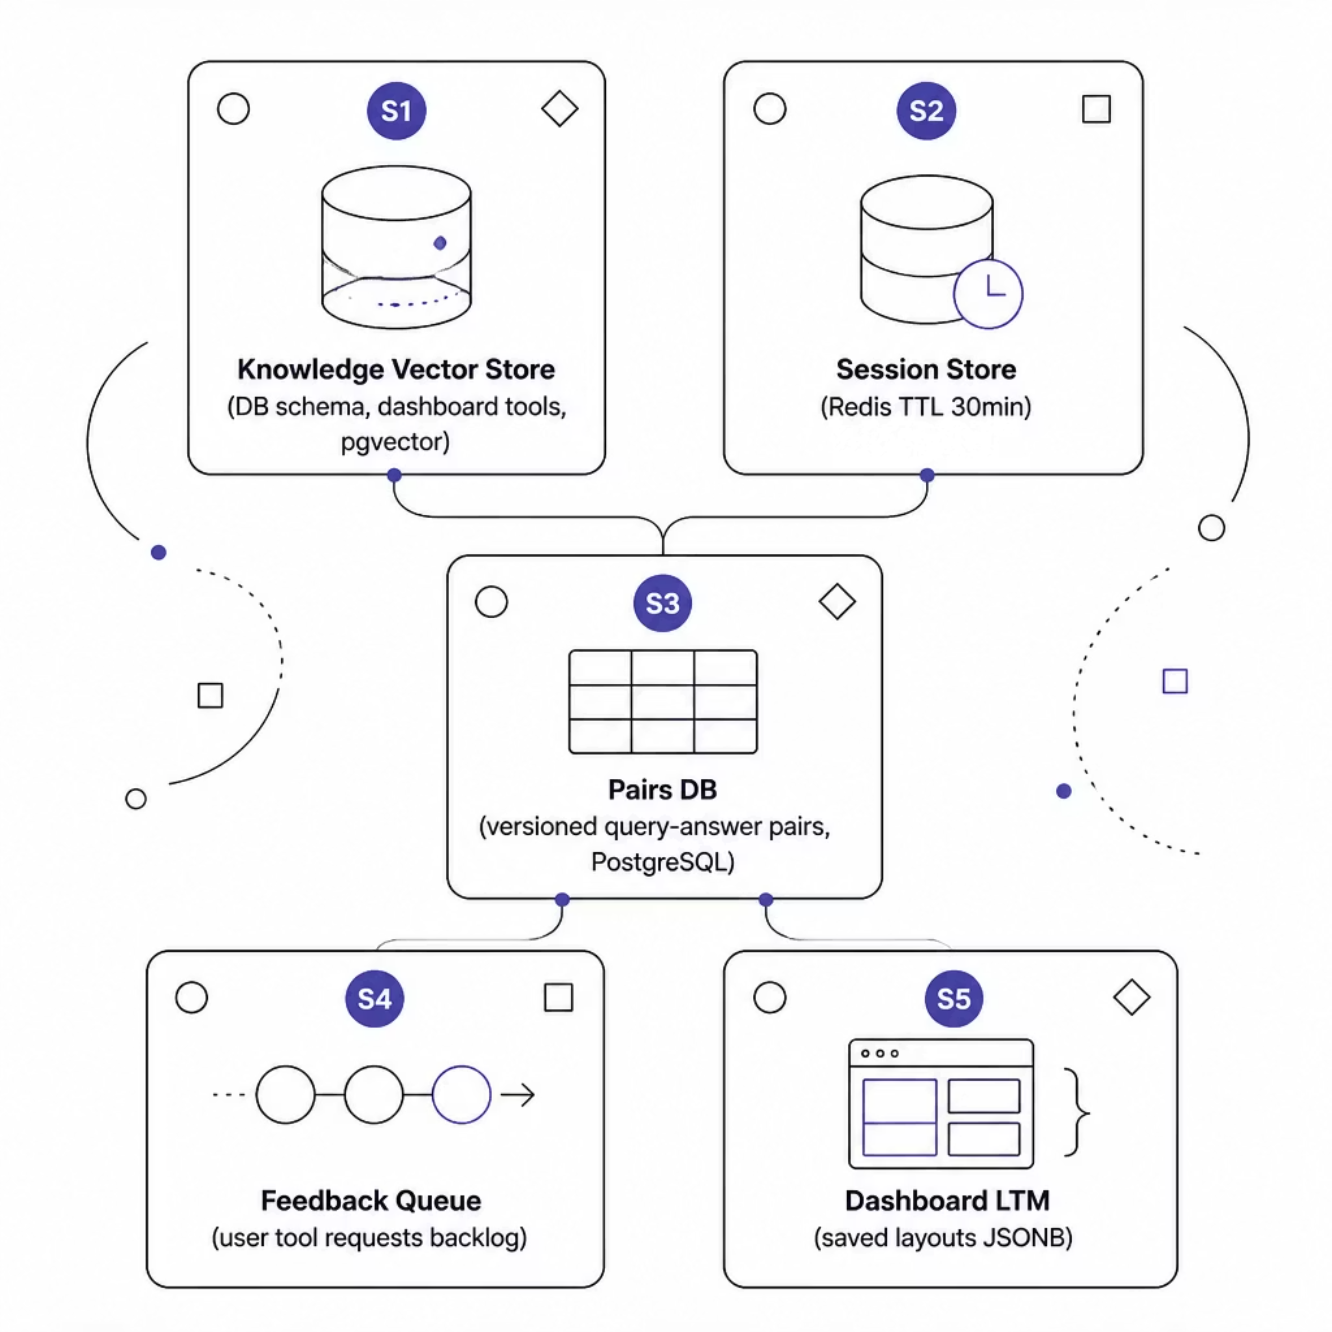 S1
Knowledge Vector Store
(DB schema, dashboard tools,
pgvector)
S2
Session Store
(Redis TTL 30min)
S3
Pairs DB
(versioned query-answer pairs,
PostgreSQL)
S4
Feedback Queue
(user tool requests backlog)
S5
Dashboard LTM
(saved layouts JSONB)